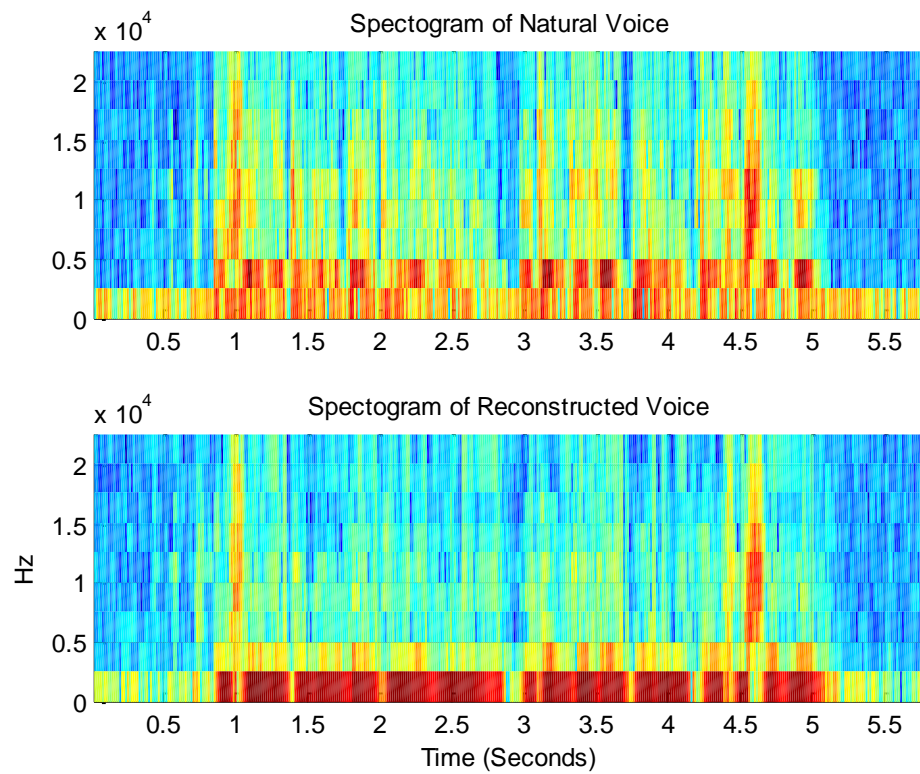 x 10^4
Spectogram of Natural Voice
2
1.5
1
0.5
0
0.5 1 1.5 2 2.5 3 3.5 4 4.5 5 5.5
x 10^4
Spectogram of Reconstructed Voice
2
1.5
1
0.5
0
Hz
0.5 1 1.5 2 2.5 3 3.5 4 4.5 5 5.5
Time (Seconds)